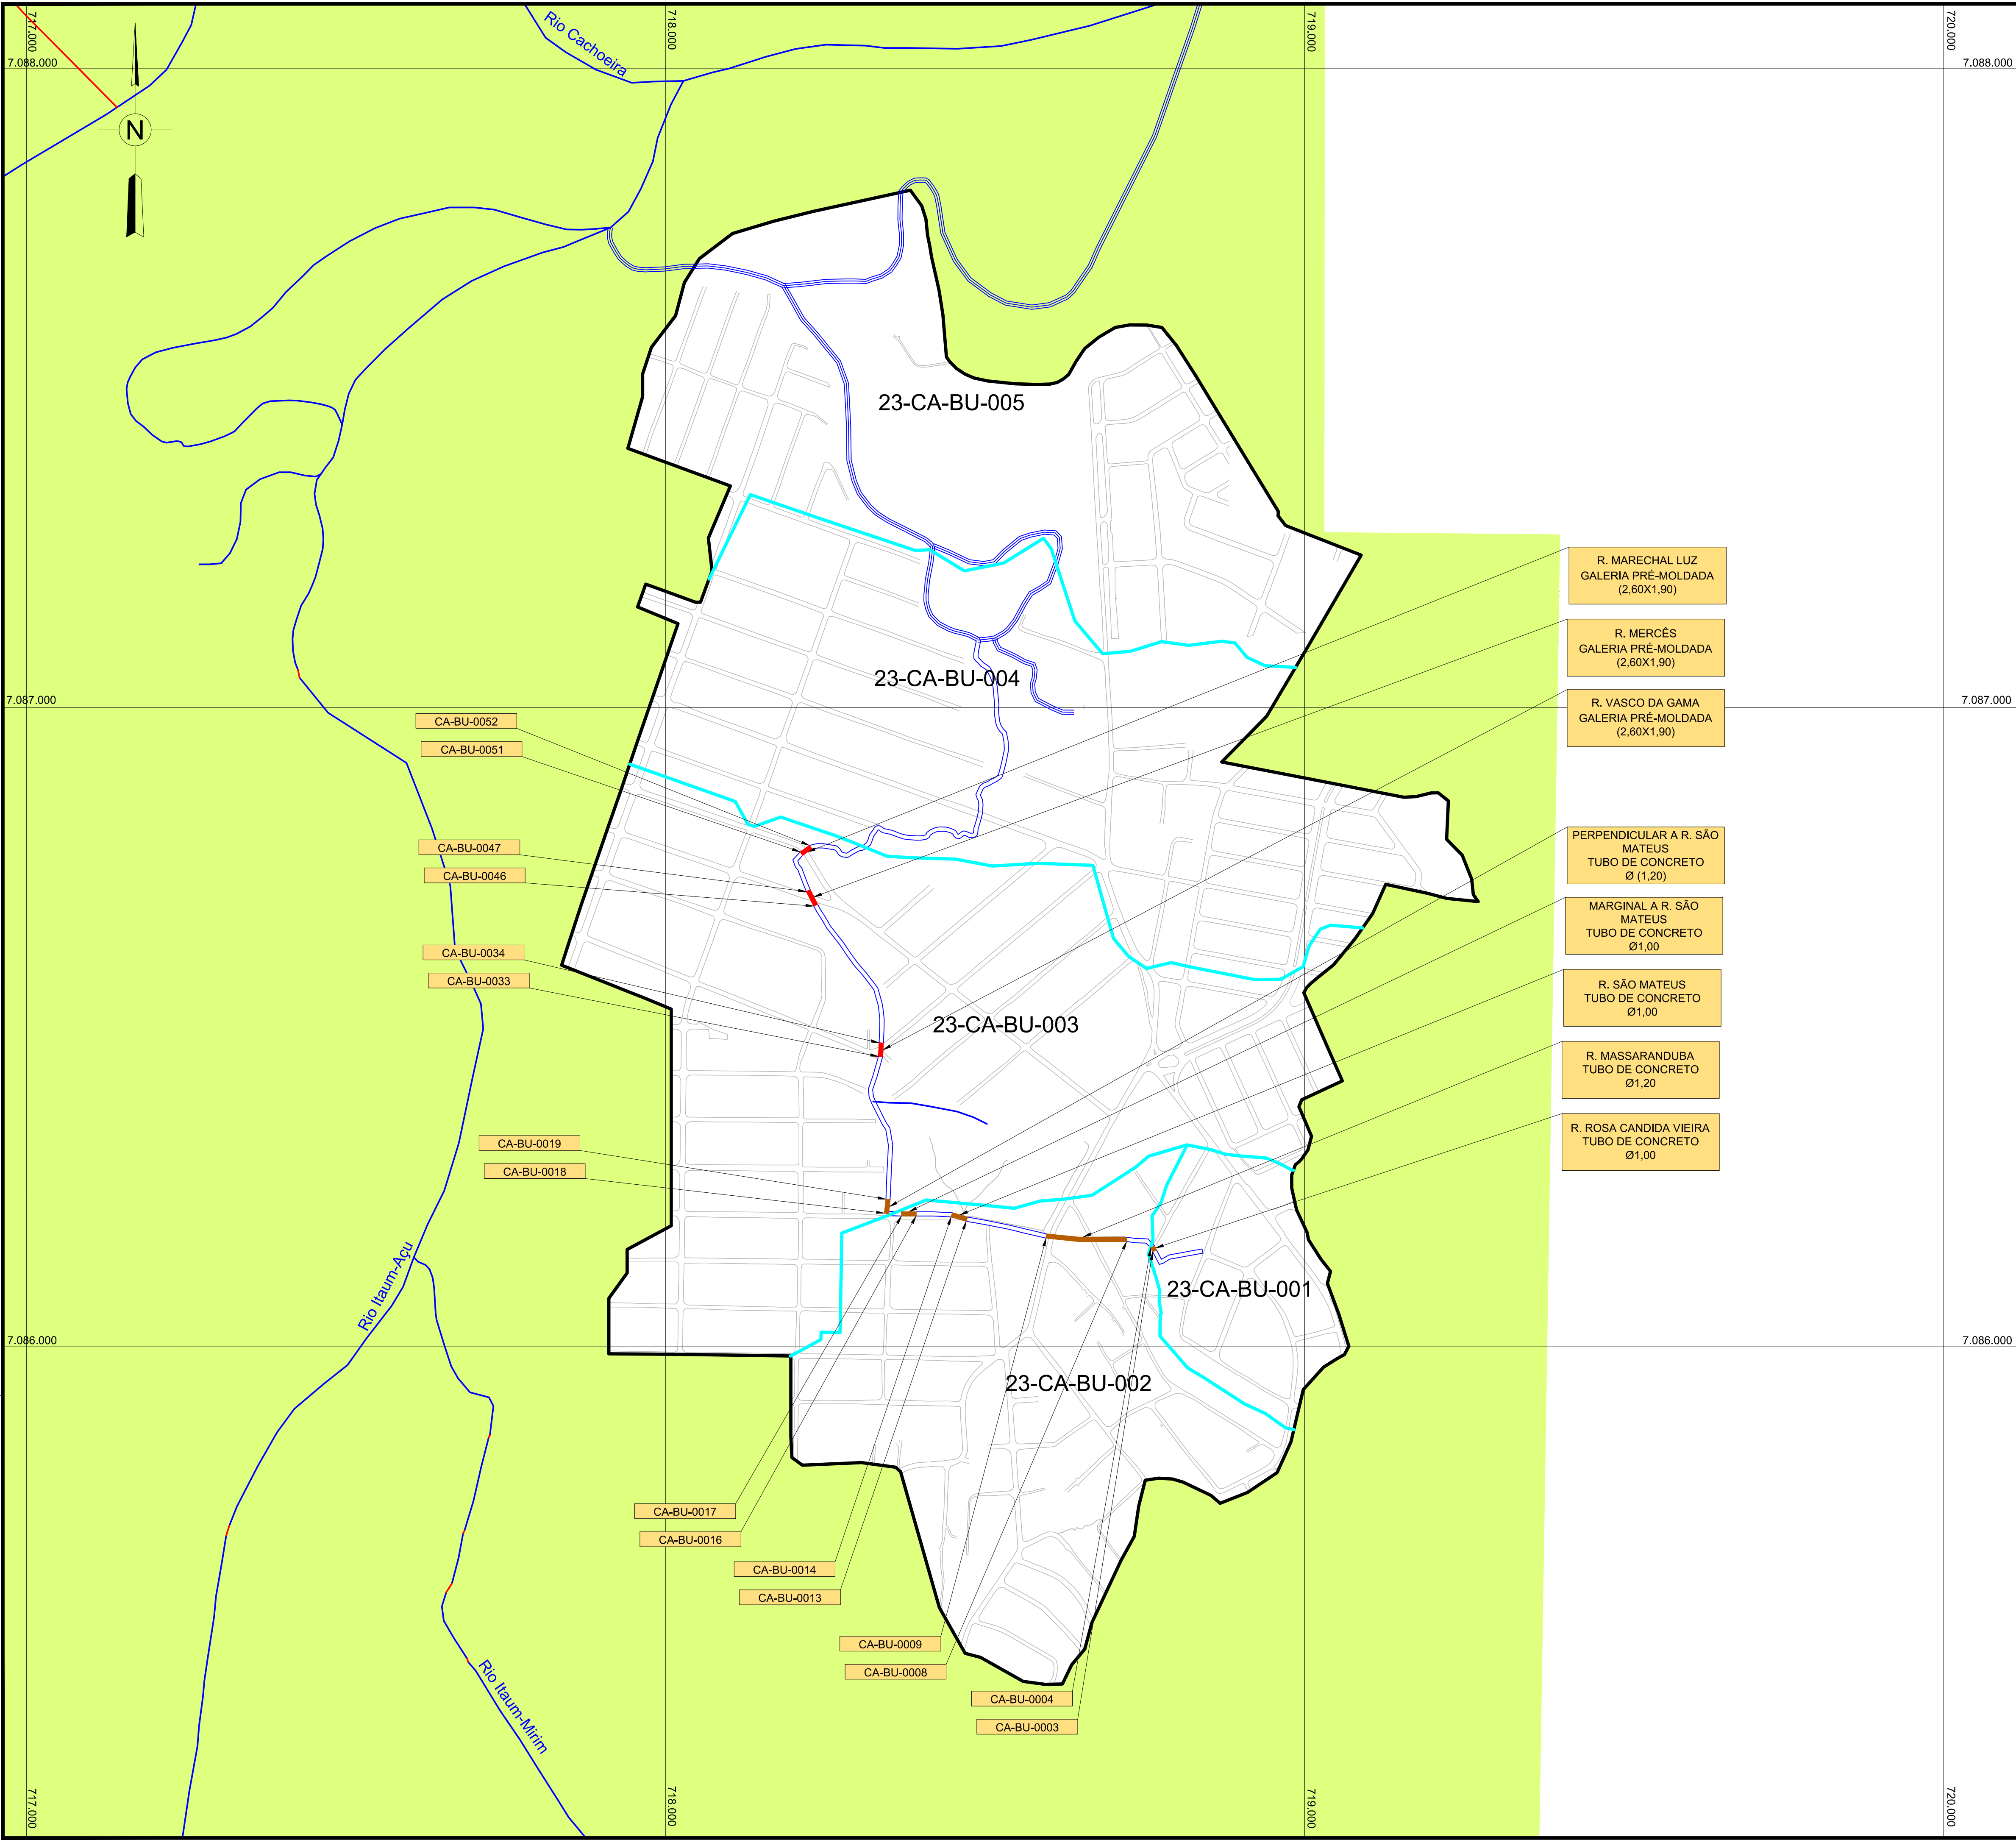 717.000
718.000
719.000
720.000
7.088.000
7.088.000
Rio Cachoeira
N
23-CA-BU-005
R. MARECHAL LUZ
GALERIA PRÉ-MOLDADA
(2,60X1,90)
R. MERCÊS
GALERIA PRÉ-MOLDADA
(2,60X1,90)
23-CA-BU-004
7.087.000
7.087.000
R. VASCO DA GAMA
GALERIA PRÉ-MOLDADA
(2,60X1,90)
CA-BU-0052
CA-BU-0051
CA-BU-0047
CA-BU-0046
PERPENDICULAR A R. SÃO
MATEUS
TUBO DE CONCRETO
Ø (1,20)
MARGINAL A R. SÃO
MATEUS
TUBO DE CONCRETO
Ø1,00
CA-BU-0034
CA-BU-0033
R. SÃO MATEUS
TUBO DE CONCRETO
Ø1,00
23-CA-BU-003
R. MASSARANDUBA
TUBO DE CONCRETO
Ø1,20
R. ROSA CANDIDA VIEIRA
TUBO DE CONCRETO
Ø1,00
CA-BU-0019
CA-BU-0018
Rio Itaum-Açu
23-CA-BU-001
7.086.000
7.086.000
23-CA-BU-002
CA-BU-0017
CA-BU-0016
CA-BU-0014
CA-BU-0013
CA-BU-0009
CA-BU-0008
CA-BU-0004
CA-BU-0003
Rio Itaum-Mirim
717.000
718.000
719.000
720.000